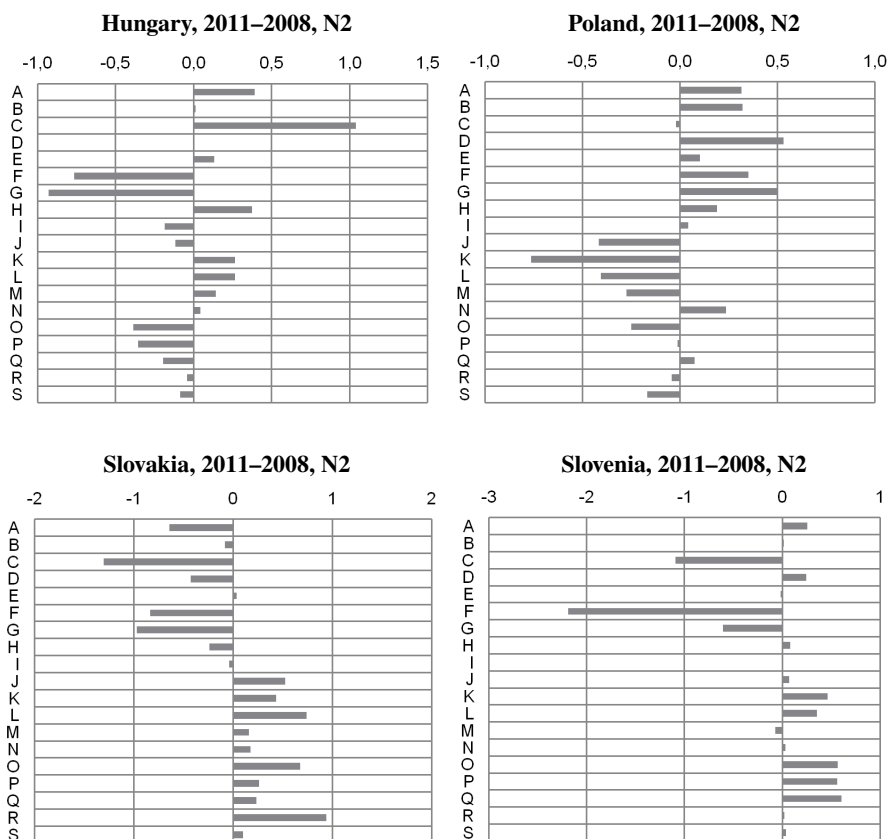 Hungary, 2011–2008, N2
-1,0 -0,5 0,0 0,5 1,0 1,5
A
B
C
D
E
F
G
H
I
J
K
L
M
N
O
P
Q
R
S
Poland, 2011–2008, N2
-1,0 -0,5 0,0 0,5 1,0
A
B
C
D
E
F
G
H
I
J
K
L
M
N
O
P
Q
R
S
Slovakia, 2011–2008, N2
-2 -1 0 1 2
A
B
C
D
E
F
G
H
I
J
K
L
M
N
O
P
Q
R
S
Slovenia, 2011–2008, N2
-3 -2 -1 0 1
A
B
C
D
E
F
G
H
I
J
K
L
M
N
O
P
Q
R
S